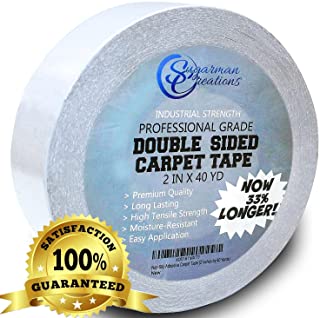 Sugarman
Creations
INDUSTRIAL STRENGTH
PROFESSIONAL GRADE
DOUBLE SIDED
CARPET TAPE
2 IN X 40 YD
> Premium Quality
> Long Lasting
> High Tensile Strength
> Moisture-Resistant
> Easy Application
NOW
33%
LONGER!
SATISFACTION
100%
GUARANTEED
New